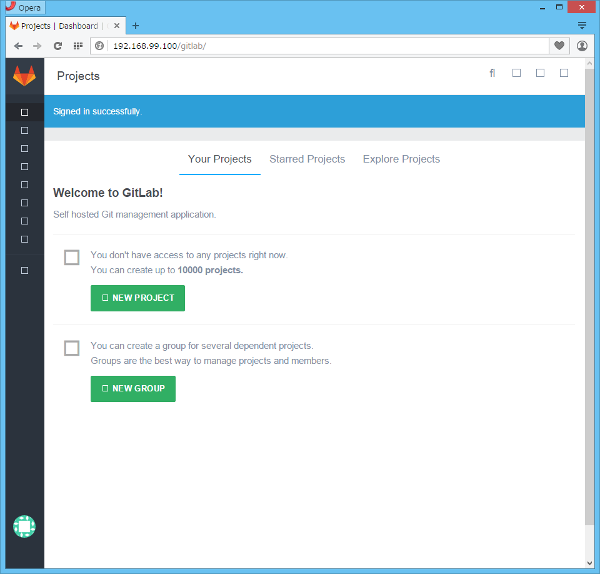 Opera
Projects | Dashboard |
192.168.99.100/gitlab/
Projects
Signed in successfully.
Your Projects
Starred Projects
Explore Projects
Welcome to GitLab!
Self hosted Git management application.
You don't have access to any projects right now.
You can create up to 10000 projects.
NEW PROJECT
You can create a group for several dependent projects.
Groups are the best way to manage projects and members.
NEW GROUP